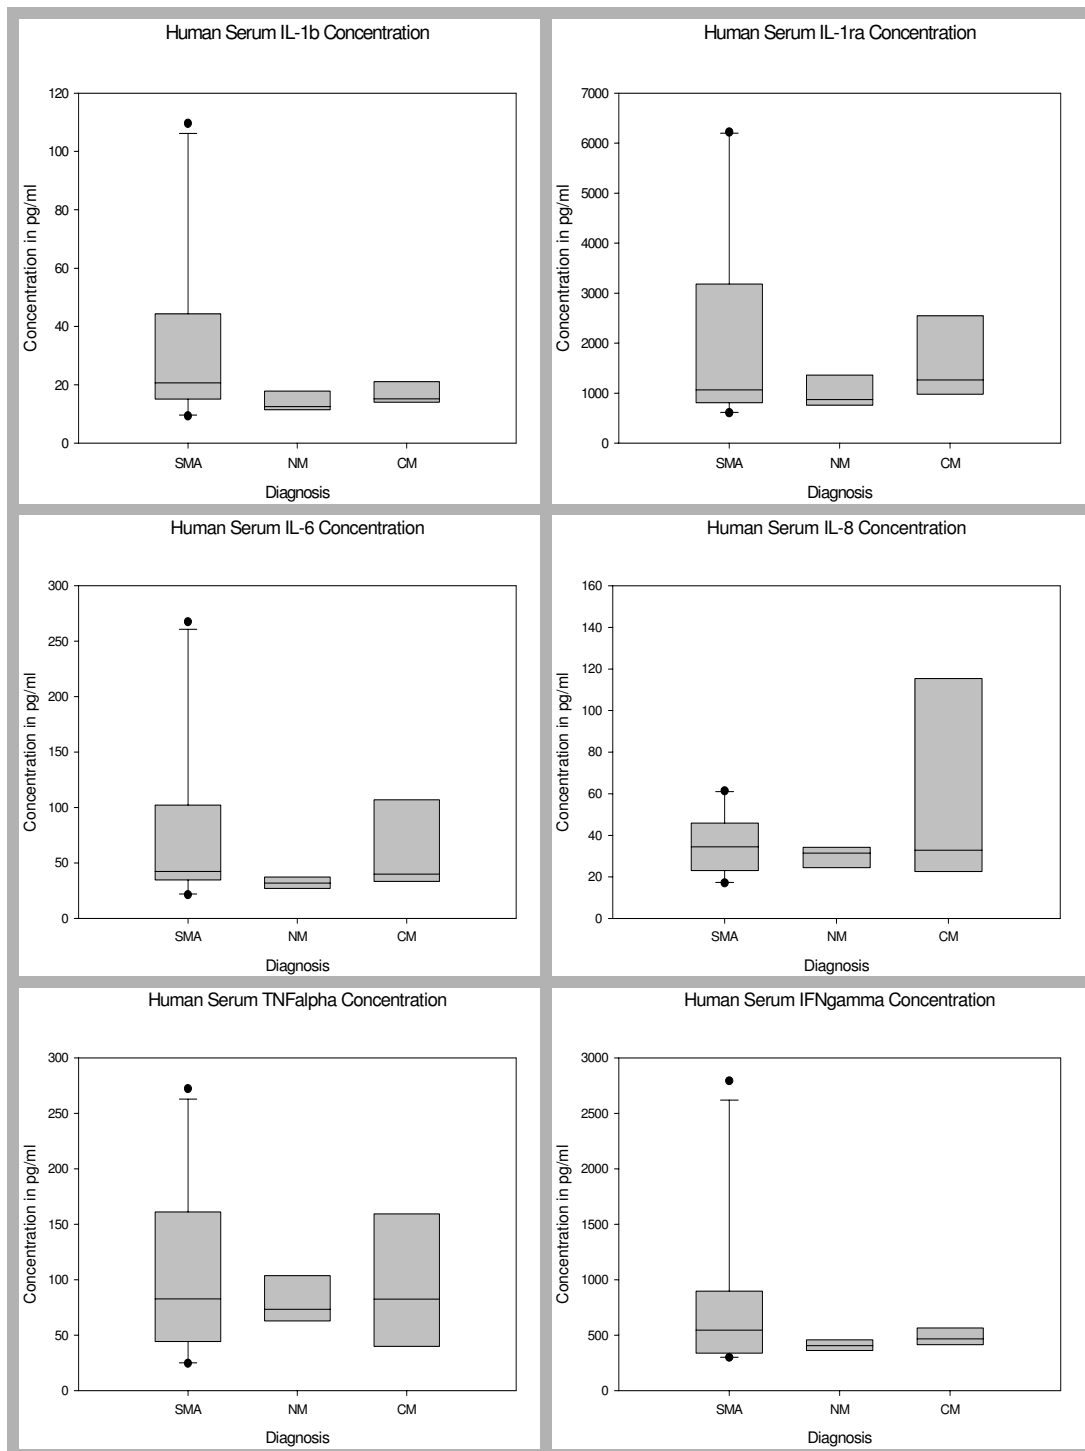 Human Serum IL-1b Concentration
Concentration in pg/ml
120
100
80
60
40
20
0
SMA NM CM
Diagnosis
Human Serum IL-1ra Concentration
Concentration in pg/ml
7000
6000
5000
4000
3000
2000
1000
0
SMA NM CM
Diagnosis
Human Serum IL-6 Concentration
Concentration in pg/ml
300
250
200
150
100
50
0
SMA NM CM
Diagnosis
Human Serum IL-8 Concentration
Concentration in pg/ml
160
140
120
100
80
60
40
20
0
SMA NM CM
Diagnosis
Human Serum TNFalpha Concentration
Concentration in pg/ml
300
250
200
150
100
50
0
SMA NM CM
Diagnosis
Human Serum IFNgamma Concentration
Concentration in pg/ml
3000
2500
2000
1500
1000
500
0
SMA NM CM
Diagnosis